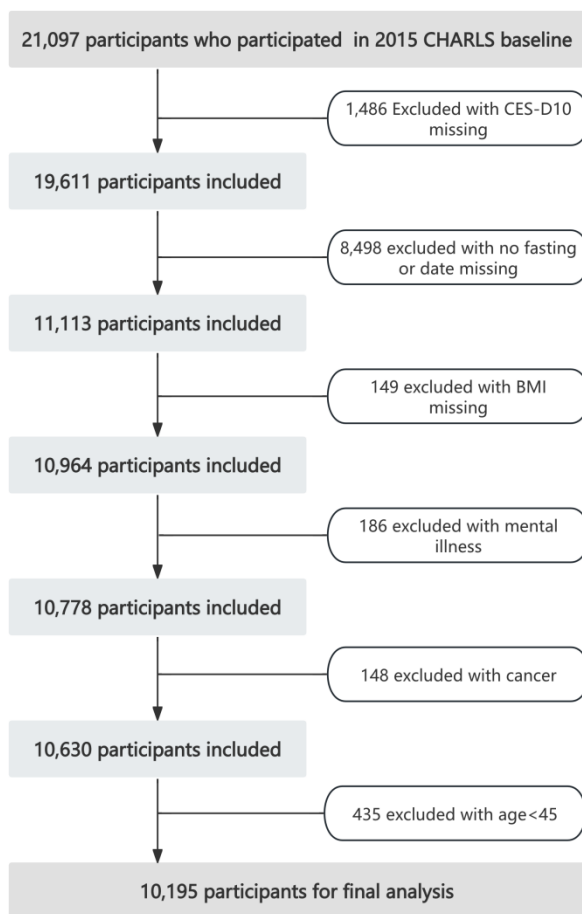 21,097 participants who participated in 2015 CHARLS baseline
1,486 Excluded with CES-D10
missing
19,611 participants included
8,498 excluded with no fasting
or date missing
11,113 participants included
149 excluded with BMI
missing
10,964 participants included
186 excluded with mental
illness
10,778 participants included
148 excluded with cancer
10,630 participants included
435 excluded with age<45
10,195 participants for final analysis